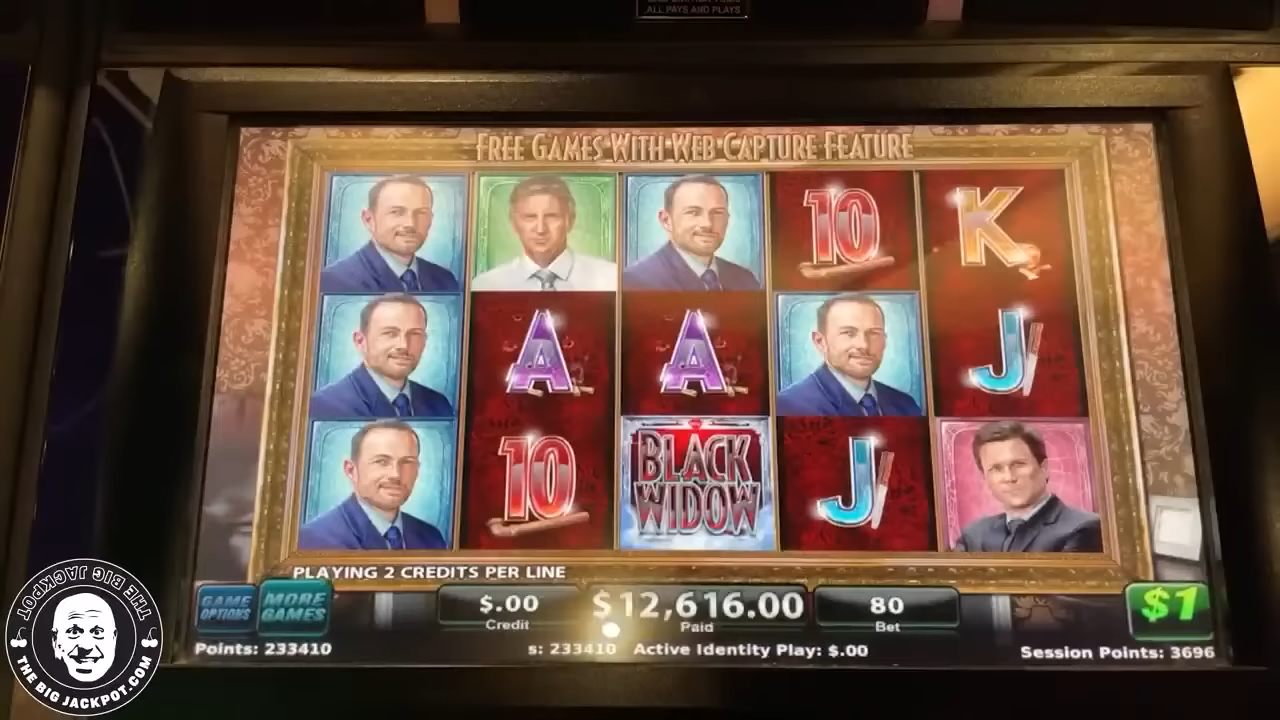 ALL PAYS AND PLAYS
FREE GAMES WITH WEB CAPTURE FEATURE
10 K
A A J
10 BLACK WIDOW J
PLAYING 2 CREDITS PER LINE
GAME OPTIONS MORE GAMES $.00 Credit $12,616.00 Paid 80 Bet $1
Points: 233410 s: 233410 Active Identity Play: $.00 Session Points: 3696
THE BIG JACKPOT
THE BIG JACKPOT.COM